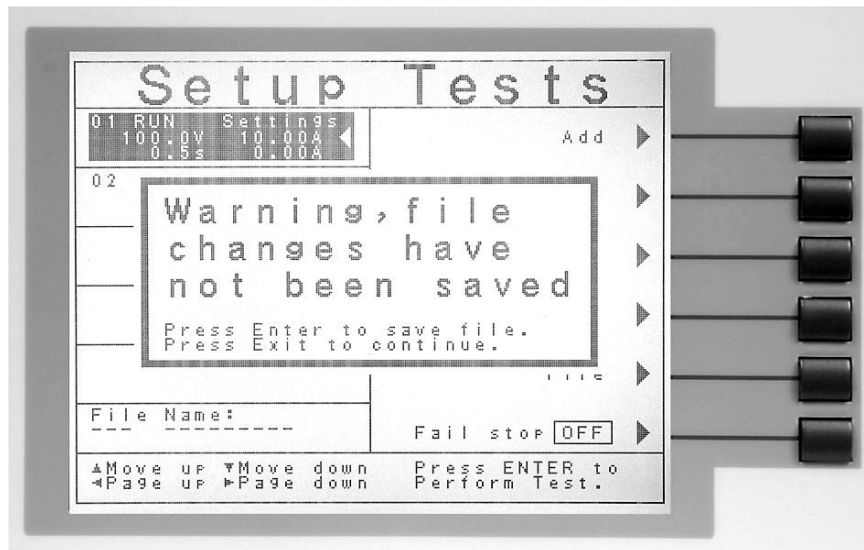 Setup Tests
01 RUN Settings
100.0V 10.00A
0.5s 0.00A
Add
02
Warning, file
changes have
not been saved
Press Enter to save file.
Press Exit to continue.
File Name:
--- ---------
Fail stop OFF
▲Move up ▼Move down
◄Page up ►Page down
Press ENTER to
Perform Test.